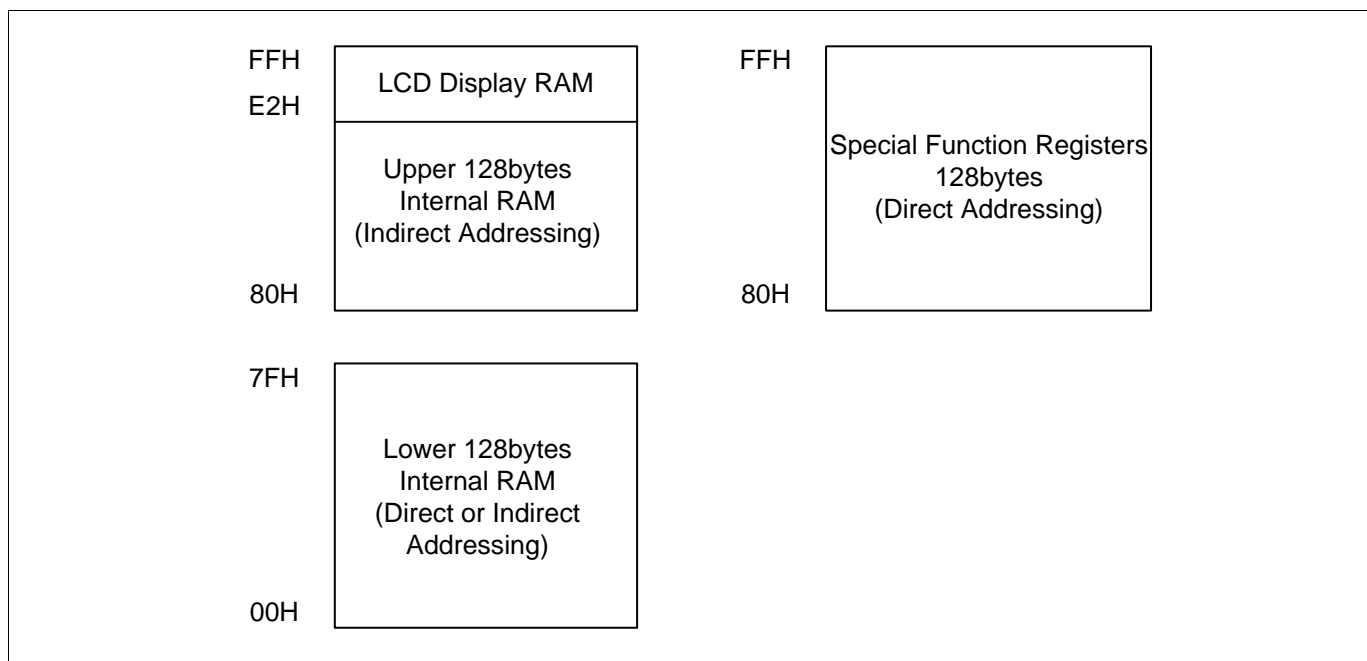 FFH
LCD Display RAM
E2H
Upper 128bytes
Internal RAM
(Indirect Addressing)
80H
FFH
Special Function Registers
128bytes
(Direct Addressing)
80H
7FH
Lower 128bytes
Internal RAM
(Direct or Indirect
Addressing)
00H